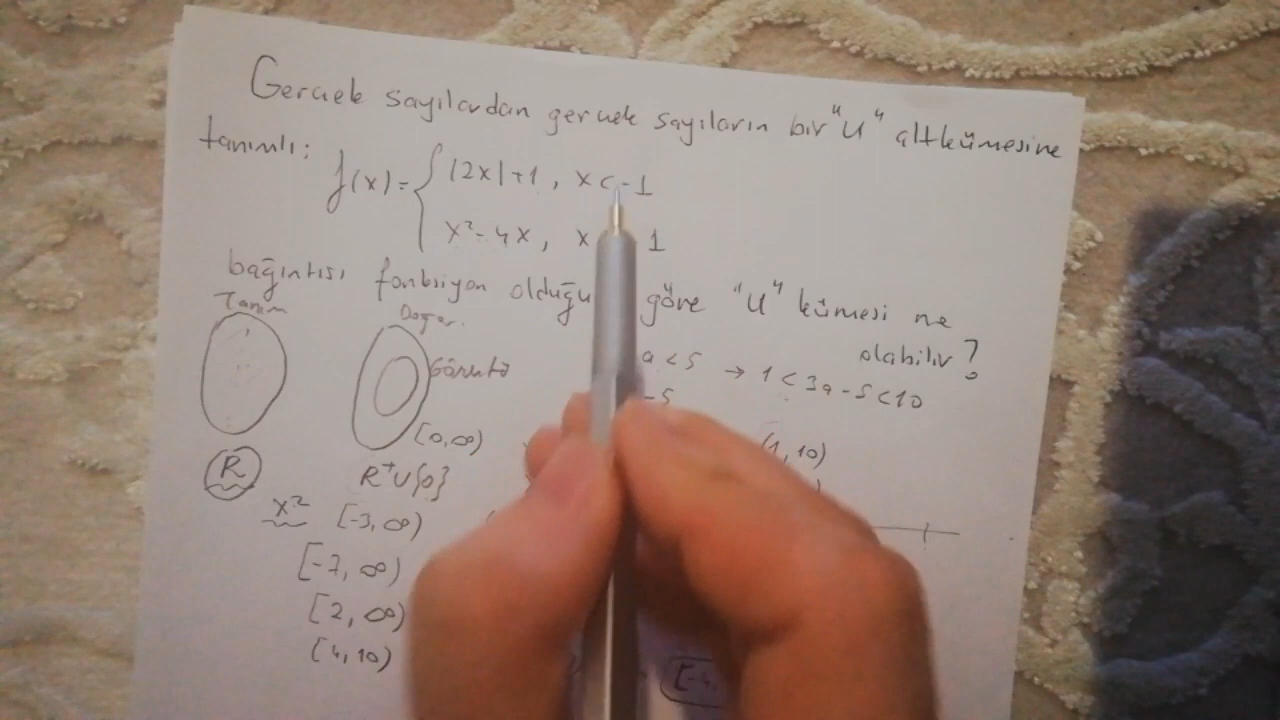 Gerçek sayılardan gerçek sayıların bir "U" altkümesine
tanımlı:
f(x)= { |2x|+1, x<-1
x²-4x, x 1
bağıntısı fonksiyon olduğu göre "U" kümesi ne
olabilir?
Tanım
Değer.
Görüntü
a<5 → 1<3a-5<10
-5
[0,∞)
(1,10)
R
R⁺U{0}
x² [-3,∞)
[-7,∞)
[2,∞)
(4,10)
[-4,